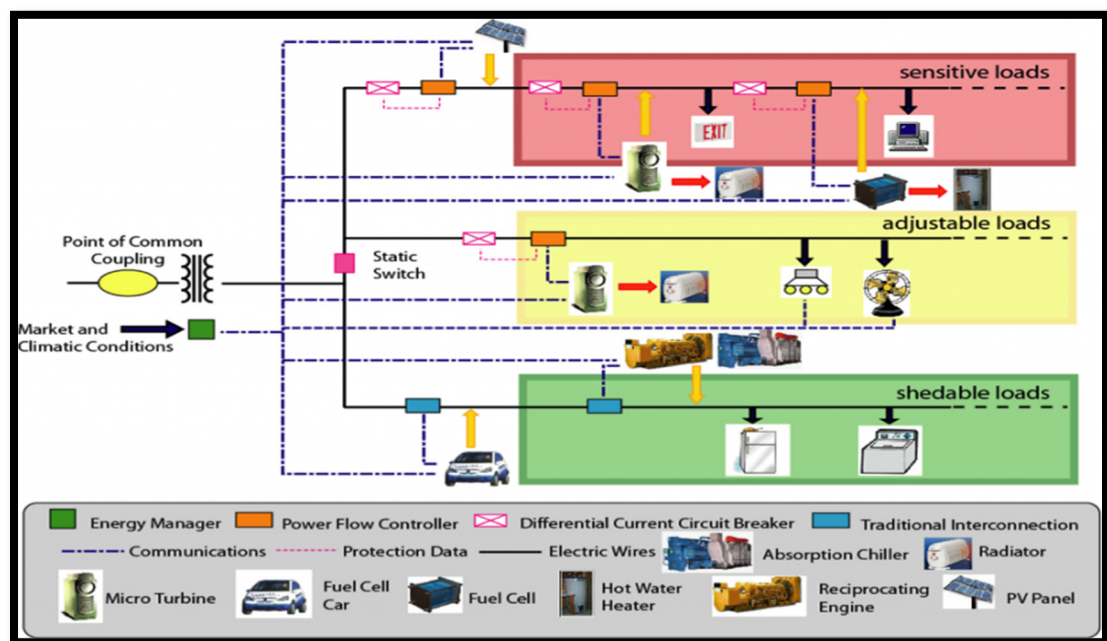 sensitive loads
EXIT
adjustable loads
Point of Common
Coupling
Static
Switch
Market and
Climatic Conditions
shedable loads
Energy Manager
Power Flow Controller
Differential Current Circuit Breaker
Traditional Interconnection
Communications
Protection Data
Electric Wires
Absorption Chiller
Radiator
Micro Turbine
Fuel Cell
Car
Fuel Cell
Hot Water
Heater
Reciprocating
Engine
PV Panel